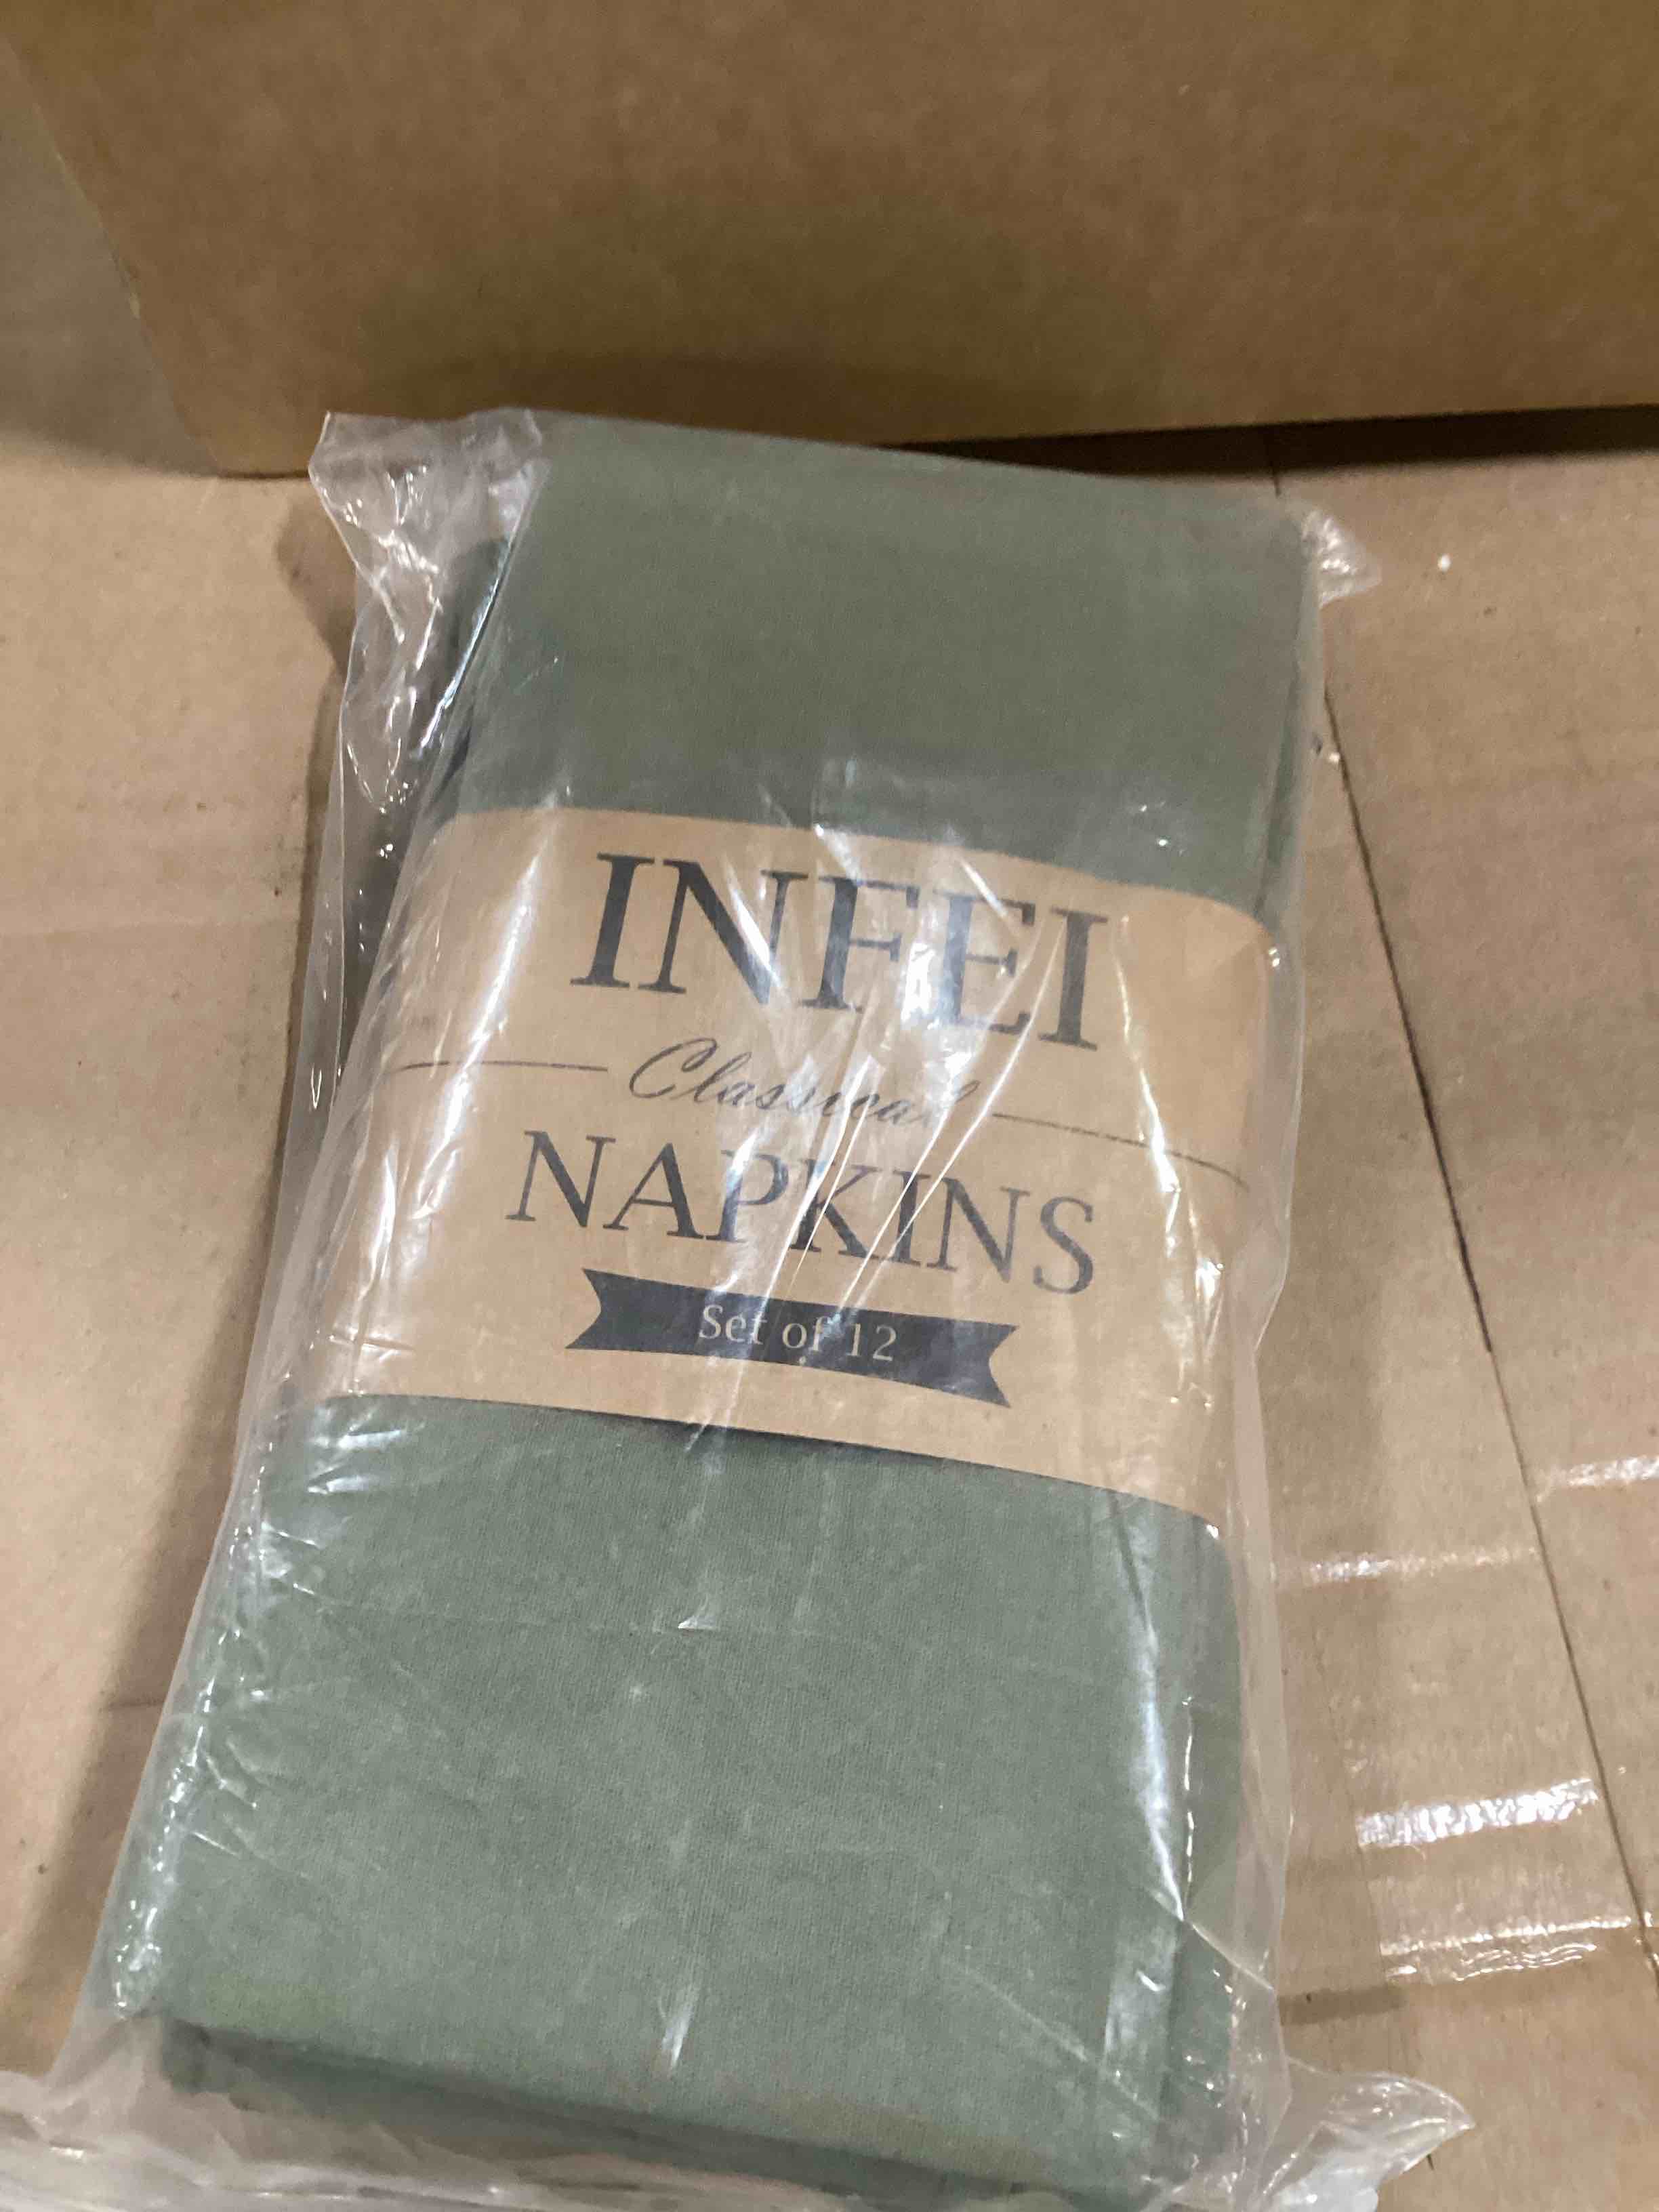 INFEI
Classical
NAPKINS
Set of 12